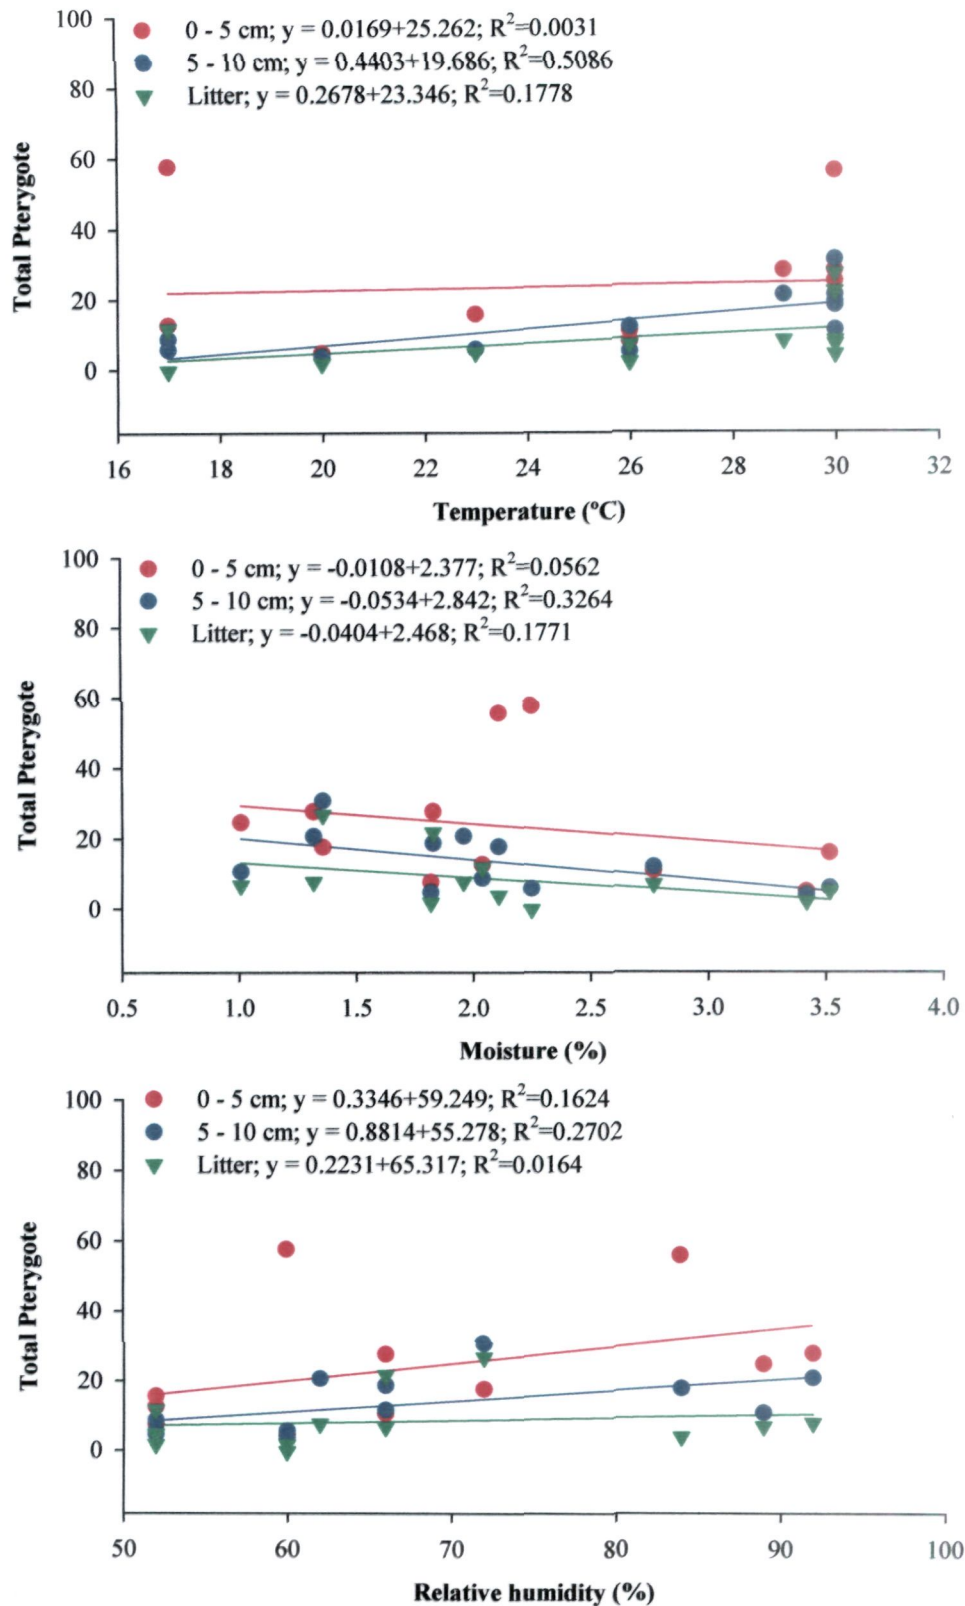 0 - 5 cm; y = 0.0169+25.262; R²=0.0031
5 - 10 cm; y = 0.4403+19.686; R²=0.5086
Litter; y = 0.2678+23.346; R²=0.1778
100
80
60
40
20
0
Total Pterygote
16 18 20 22 24 26 28 30 32
Temperature (ºC)
0 - 5 cm; y = -0.0108+2.377; R²=0.0562
5 - 10 cm; y = -0.0534+2.842; R²=0.3264
Litter; y = -0.0404+2.468; R²=0.1771
100
80
60
40
20
0
Total Pterygote
0.5 1.0 1.5 2.0 2.5 3.0 3.5 4.0
Moisture (%)
0 - 5 cm; y = 0.3346+59.249; R²=0.1624
5 - 10 cm; y = 0.8814+55.278; R²=0.2702
Litter; y = 0.2231+65.317; R²=0.0164
100
80
60
40
20
0
Total Pterygote
50 60 70 80 90 100
Relative humidity (%)